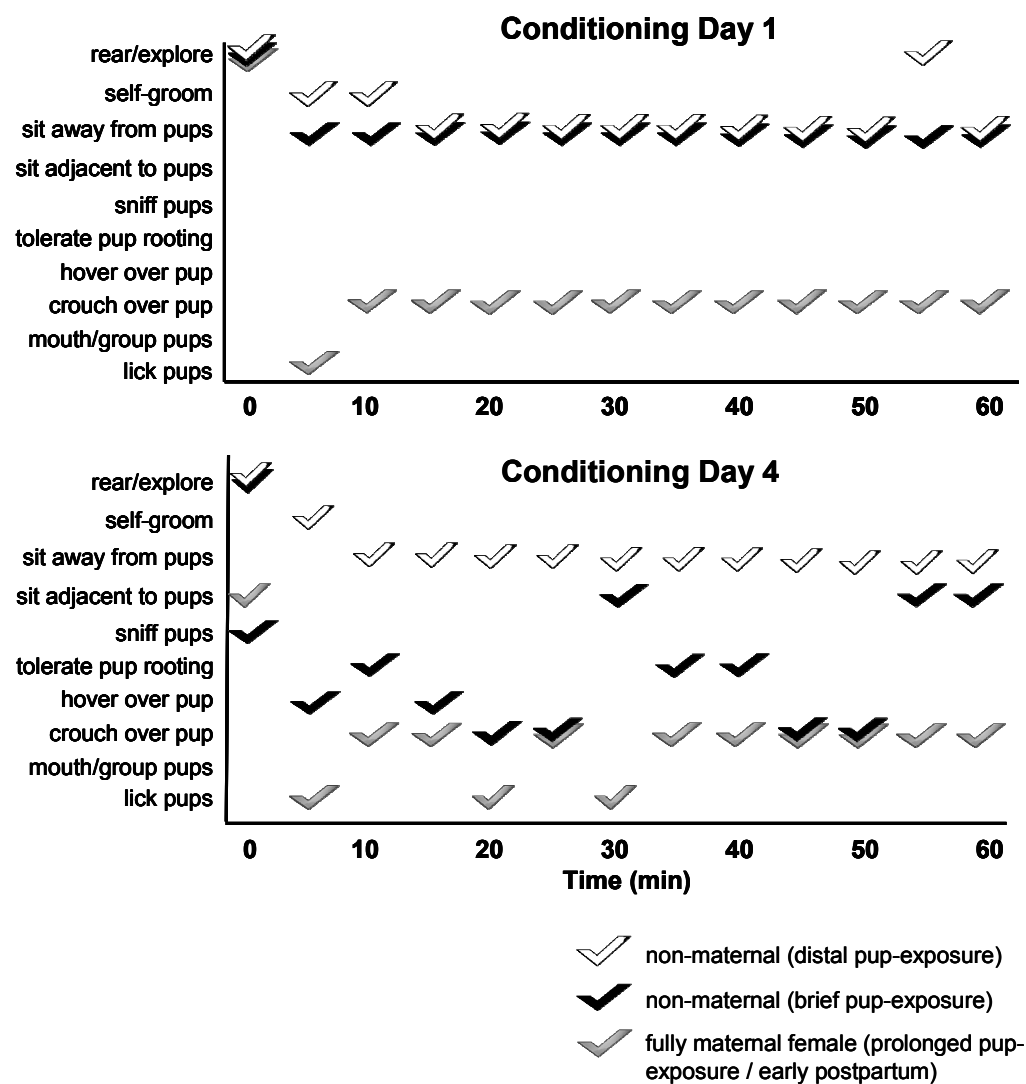 Conditioning Day 1
rear/explore
self-groom
sit away from pups
sit adjacent to pups
sniff pups
tolerate pup rooting
hover over pup
crouch over pup
mouth/group pups
lick pups
0 10 20 30 40 50 60
Conditioning Day 4
rear/explore
self-groom
sit away from pups
sit adjacent to pups
sniff pups
tolerate pup rooting
hover over pup
crouch over pup
mouth/group pups
lick pups
0 10 20 30 40 50 60
Time (min)
non-maternal (distal pup-exposure)
non-maternal (brief pup-exposure)
fully maternal female (prolonged pup-
exposure / early postpartum)